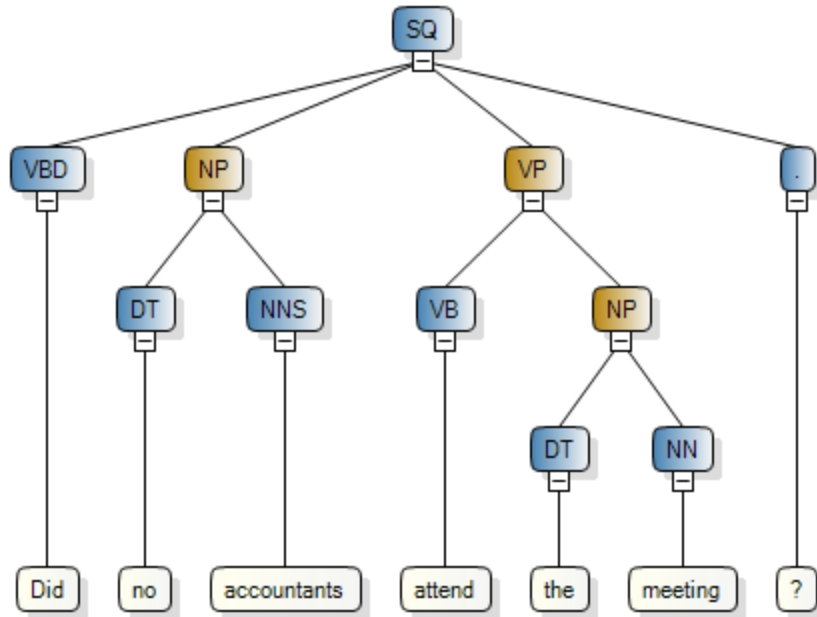 SQ
VBD NP VP .
DT NNS VB NP
DT NN
Did no accountants attend the meeting ?